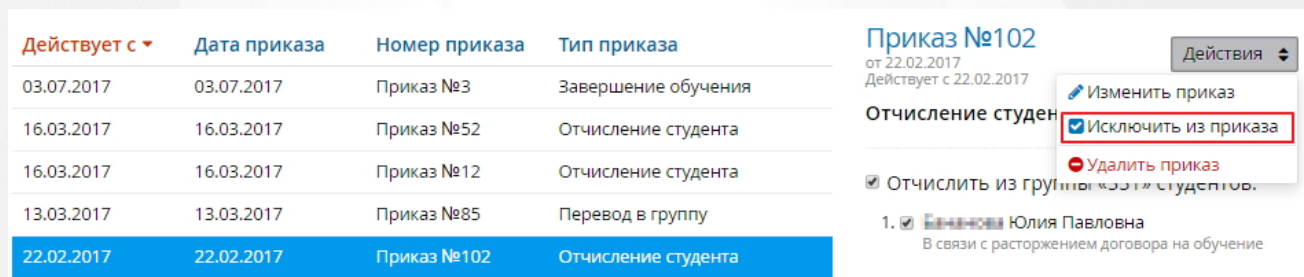 Действует с Дата приказа Номер приказа Тип приказа
03.07.2017 03.07.2017 Приказ №3 Завершение обучения
16.03.2017 16.03.2017 Приказ №52 Отчисление студента
16.03.2017 16.03.2017 Приказ №12 Отчисление студента
13.03.2017 13.03.2017 Приказ №85 Перевод в группу
22.02.2017 22.02.2017 Приказ №102 Отчисление студента
Приказ №102
от 22.02.2017
Действует с 22.02.2017
Действия
Изменить приказ
Исключить из приказа
Удалить приказ
Отчисление студен
Отчислить из группы «331» студентов:
1. Юлия Павловна
В связи с расторжением договора на обучение